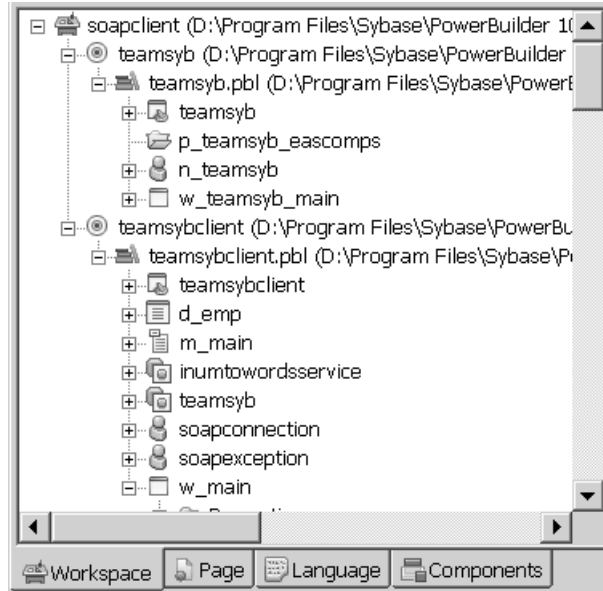 soapclient (D:\Program Files\Sybase\PowerBuilder 10
teamsyb (D:\Program Files\Sybase\PowerBuilder
teamsyb.pbl (D:\Program Files\Sybase\PowerB
teamsyb
p_teamsyb_eascomps
n_teamsyb
w_teamsyb_main
teamsybclient (D:\Program Files\Sybase\PowerBu
teamsybclient.pbl (D:\Program Files\Sybase\P
teamsybclient
d_emp
m_main
inumtowordsservice
teamsyb
soapconnection
soapexception
w_main
Workspace Page Language Components